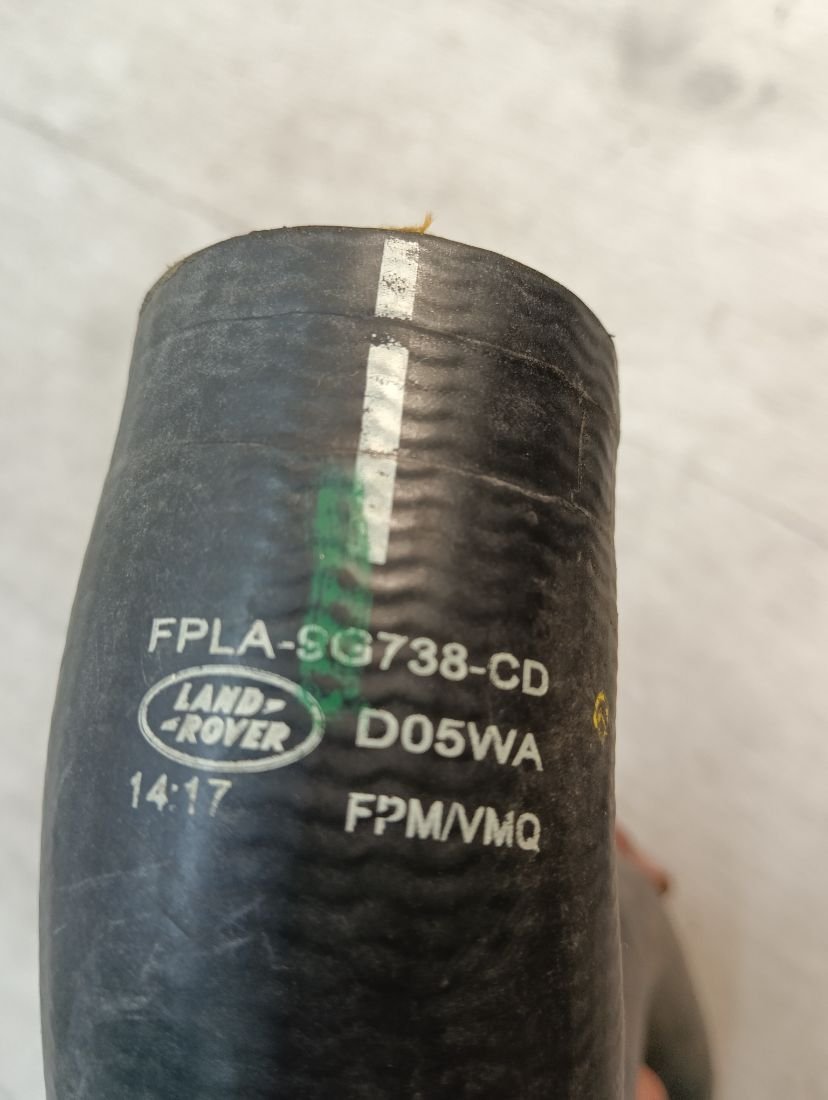 FPLA-9G738-CD
LAND
ROVER
D05WA
14:17
FPM/VMQ